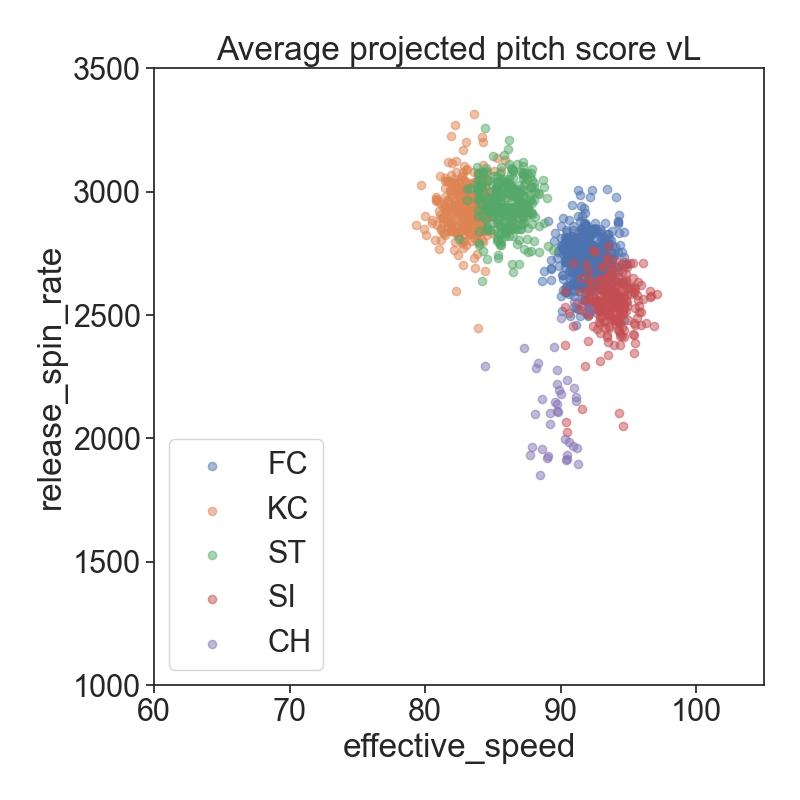 Average projected pitch score vL
3500
3000
2500
2000
1500
1000
release_spin_rate
FC
KC
ST
SI
CH
60 70 80 90 100
effective_speed